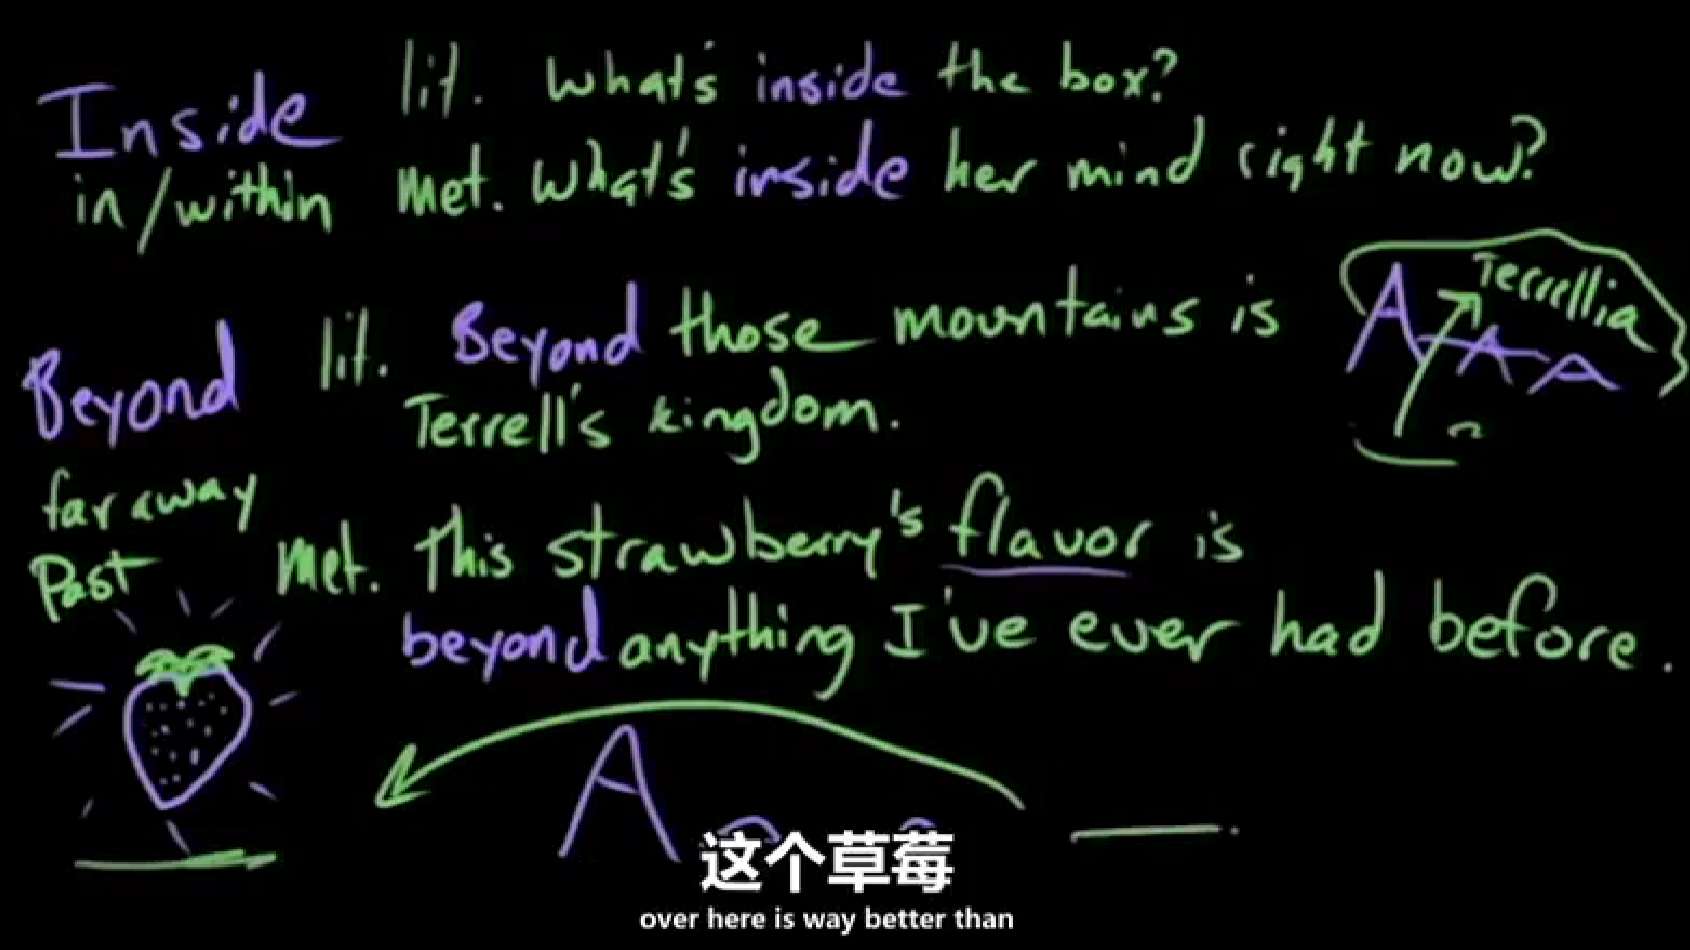 Inside lit. What's inside the box?
in/within met. What's inside her mind right now?
Terrellia
Beyond lit. Beyond those mountains is
Terrell's kingdom.
far away
Past
met. This strawberry's flavor is
beyond anything I've ever had before.
这个草莓
over here is way better than